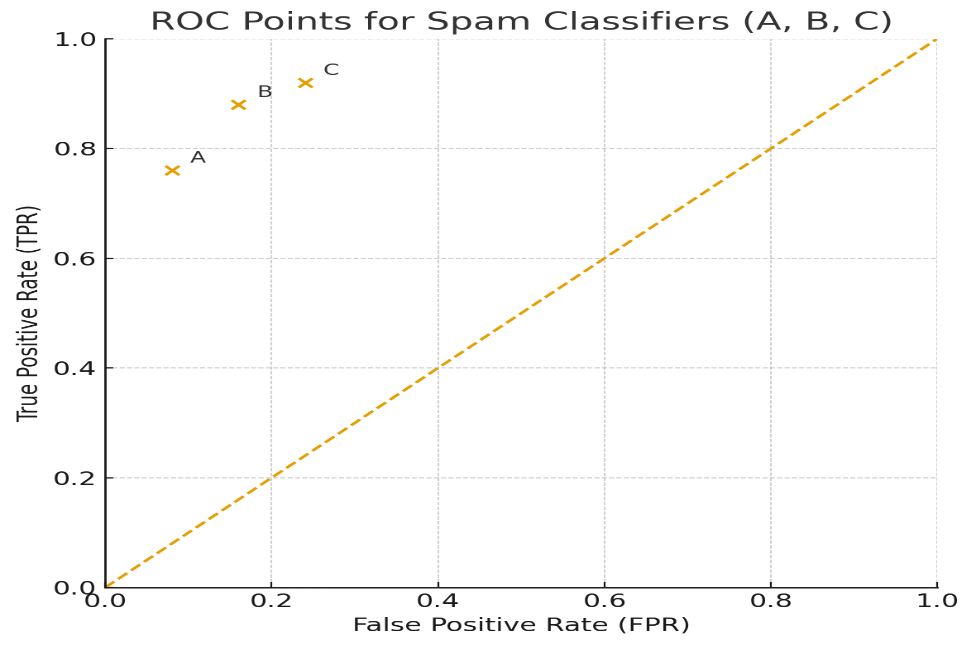 ROC Points for Spam Classifiers (A, B, C)
1.0
0.8
0.6
0.4
0.2
0.0
True Positive Rate (TPR)
C
B
A
0.0 0.2 0.4 0.6 0.8 1.0
False Positive Rate (FPR)